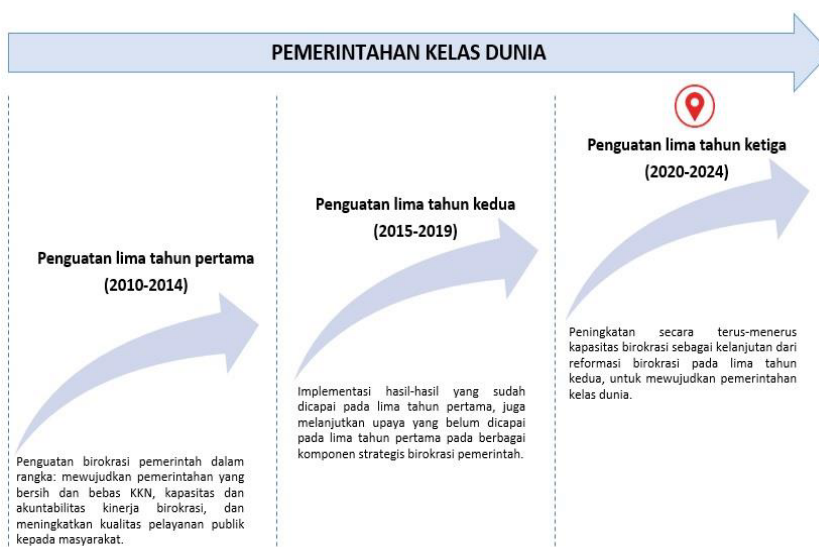 PEMERINTAHAN KELAS DUNIA
Penguatan lima tahun pertama
(2010-2014)
Penguatan birokrasi pemerintah dalam
rangka: mewujudkan pemerintahan yang
bersih dan bebas KKN, kapasitas dan
akuntabilitas kinerja birokrasi, dan
meningkatkan kualitas pelayanan publik
kepada masyarakat.
Penguatan lima tahun kedua
(2015-2019)
Implementasi hasil-hasil yang sudah
dicapai pada lima tahun pertama, juga
melanjutkan upaya yang belum dicapai
pada lima tahun pertama pada berbagai
komponen strategis birokrasi pemerintah.
Penguatan lima tahun ketiga
(2020-2024)
Peningkatan secara terus-menerus
kapasitas birokrasi sebagai kelanjutan dari
reformasi birokrasi pada lima tahun
kedua, untuk mewujudkan pemerintahan
kelas dunia.